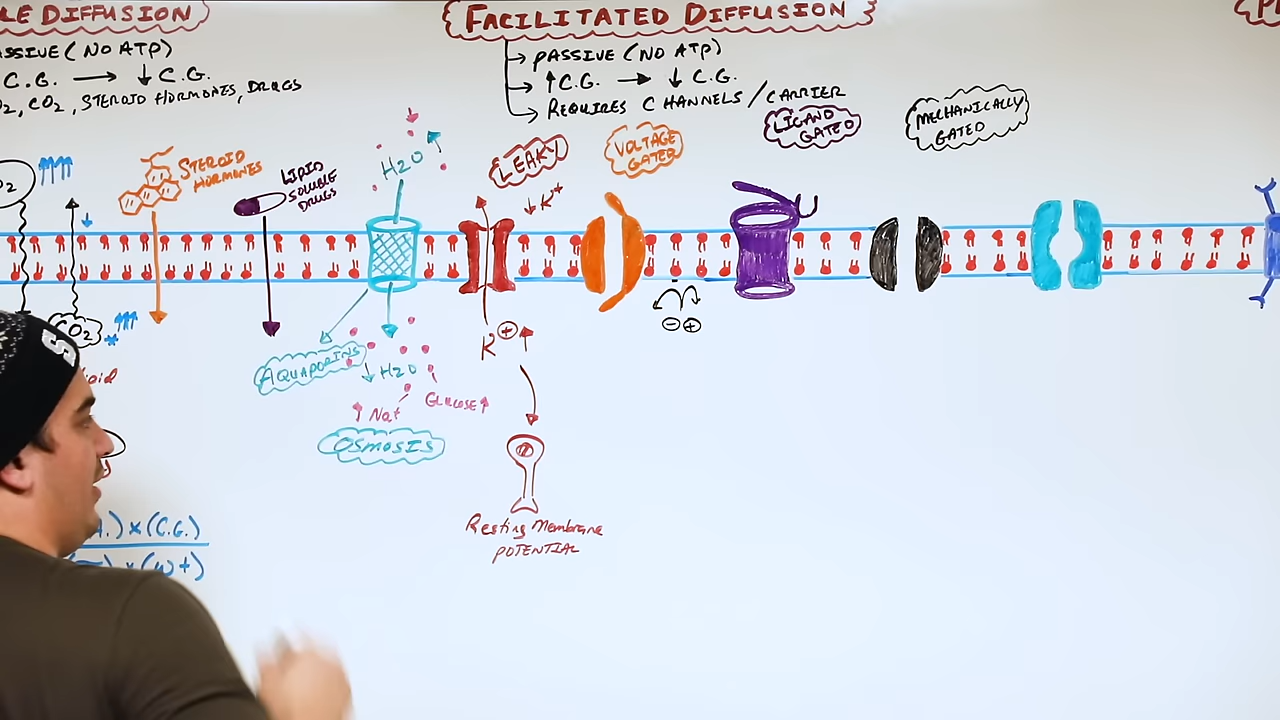 LE DIFFUSION
FACILITATED DIFFUSION
ASSIVE (NO ATP)
C.G. → ↓ C.G.
O2, CO2, STEROID HORMONES, DRUGS
→ PASSIVE (NO ATP)
→ ↑C.G. → ↓ C.G.
→ REQUIRES CHANNELS/CARRIER
O2
↑↑↑
STEROID
HORMONES
LIPID
SOLUBLE
DRUGS
H2O
LEAKY
↓ K+
VOLTAGE
GATED
LIGAND
GATED
MECHANICALLY
GATED
CO2
↑↑↑
AQUAPORINS
↓ H2O
↑ Na+
GLUCOSE ↑
OSMOSIS
K+ ↑
- +
Resting Membrane
POTENTIAL
.) x (C.G.)
) x (wt)
S